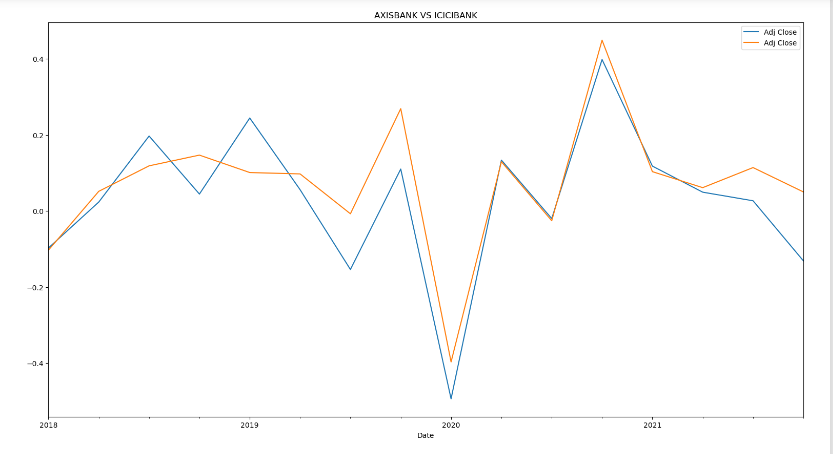 AXISBANK VS ICICIBANK
Adj Close
Adj Close
0.4
0.2
0.0
−0.2
−0.4
2018 2019 2020 2021
Date